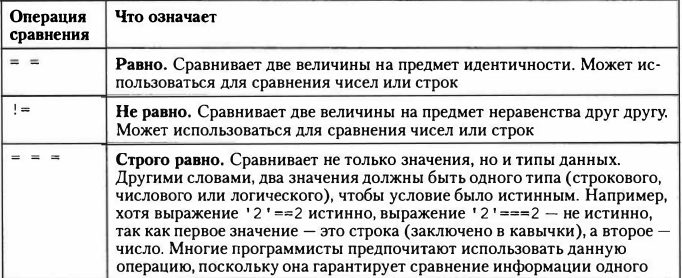 Операция Что означает
сравнения
= = Равно. Сравнивает две величины на предмет идентичности. Может ис-
пользоваться для сравнения чисел или строк
!= Не равно. Сравнивает две величины на предмет неравенства друг другу.
Может использоваться для сравнения чисел или строк
= = = Строго равно. Сравнивает не только значения, но и типы данных.
Другими словами, два значения должны быть одного типа (строкового,
числового или логического), чтобы условие было истинным. Например,
хотя выражение '2'==2 истинно, выражение '2'===2 — не истинно,
так как первое значение — это строка (заключено в кавычки), а второе —
число. Многие программисты предпочитают использовать данную
операцию, поскольку она гарантирует сравнение информации одного